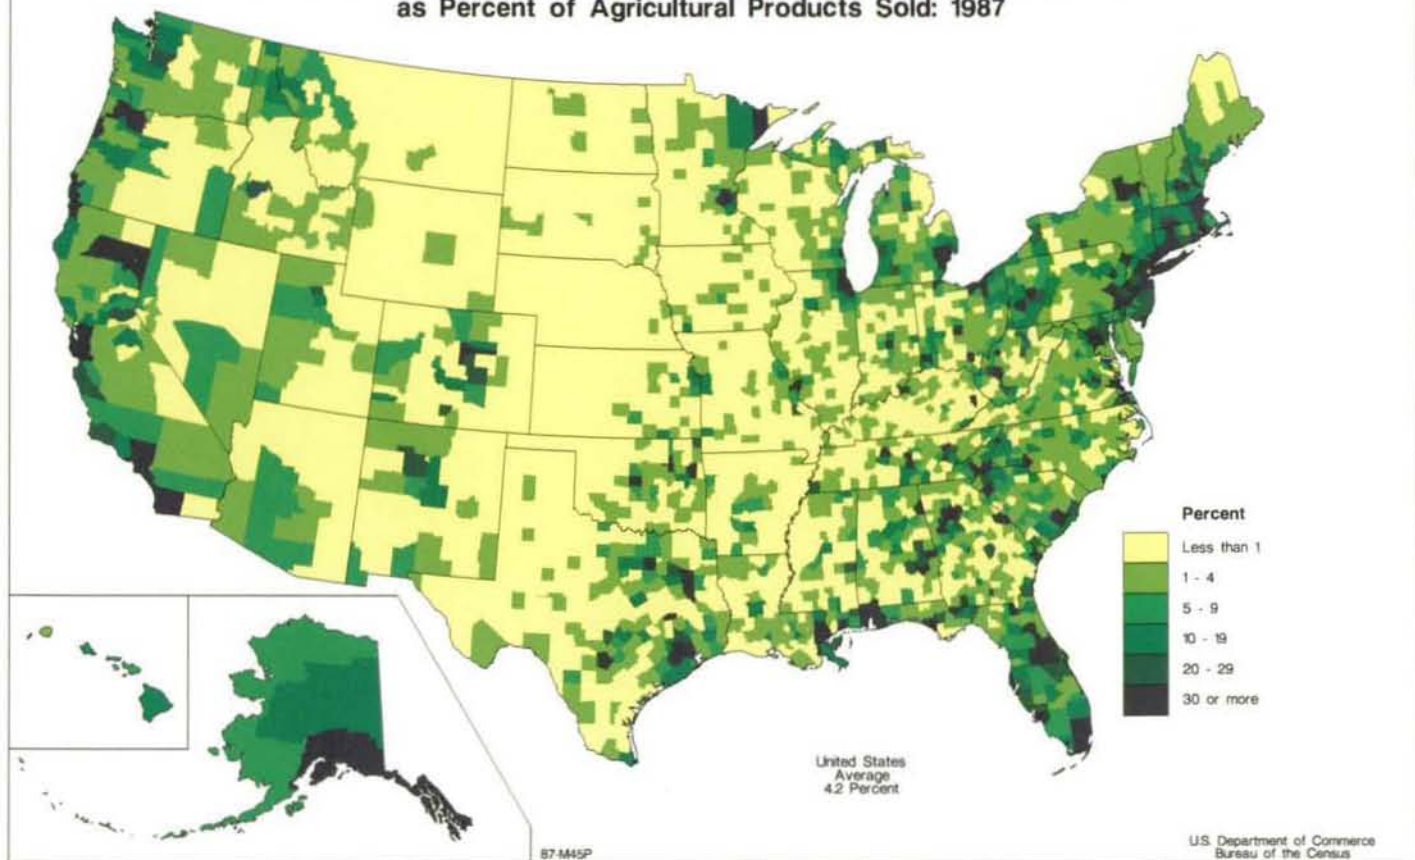 as Percent of Agricultural Products Sold: 1987
Percent
Less than 1
1 - 4
5 - 9
10 - 19
20 - 29
30 or more
United States
Average
4.2 Percent
87-M45P
U.S. Department of Commerce
Bureau of the Census